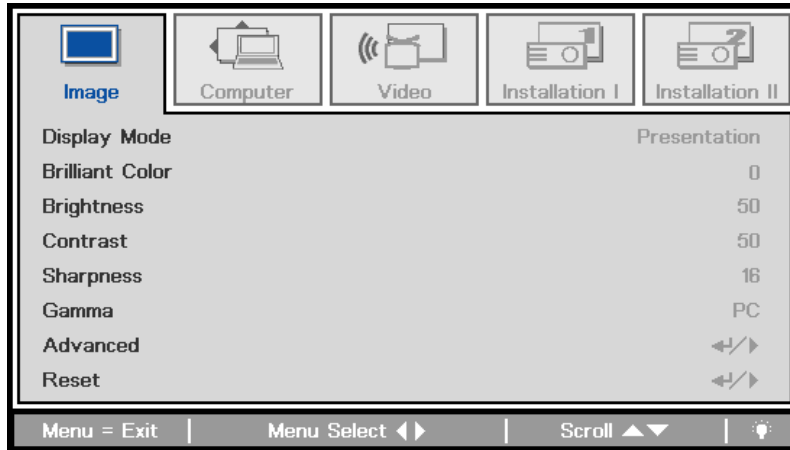 Image Computer Video Installation I Installation II
Display Mode Presentation
Brilliant Color 0
Brightness 50
Contrast 50
Sharpness 16
Gamma PC
Advanced
Reset
Menu = Exit Menu Select Scroll